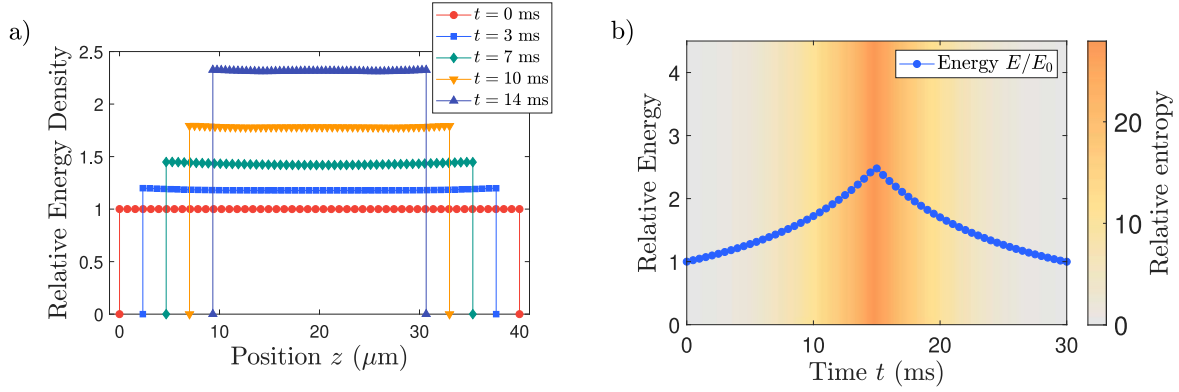 a)
Relative Energy Density
2.5
2
1.5
1
0.5
0
0
10
20
30
40
Position z (μm)
t = 0 ms
t = 3 ms
t = 7 ms
t = 10 ms
t = 14 ms
b)
Relative Energy
4
3
2
1
0
0
10
20
30
Time t (ms)
Energy E/E₀
20
10
0
Relative entropy